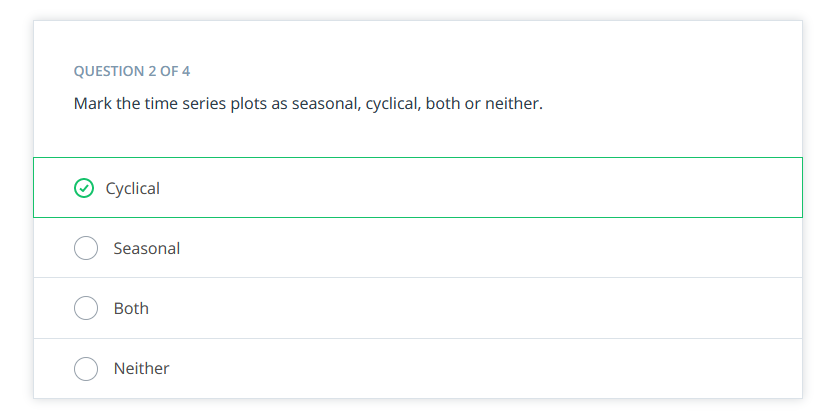 QUESTION 2 OF 4
Mark the time series plots as seasonal, cyclical, both or neither.
Cyclical
Seasonal
Both
Neither